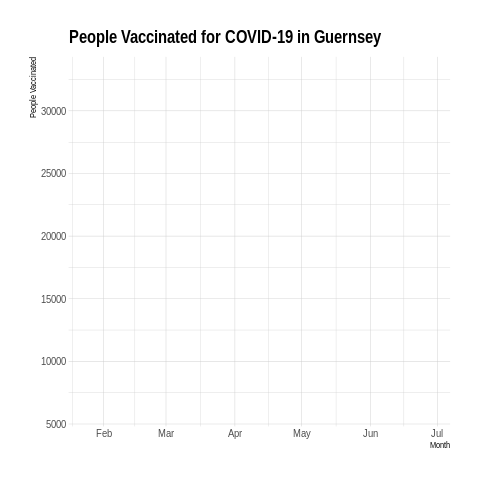 People Vaccinated for COVID-19 in Guernsey
People Vaccinated
30000
25000
20000
15000
10000
5000
Feb Mar Apr May Jun Jul
Month